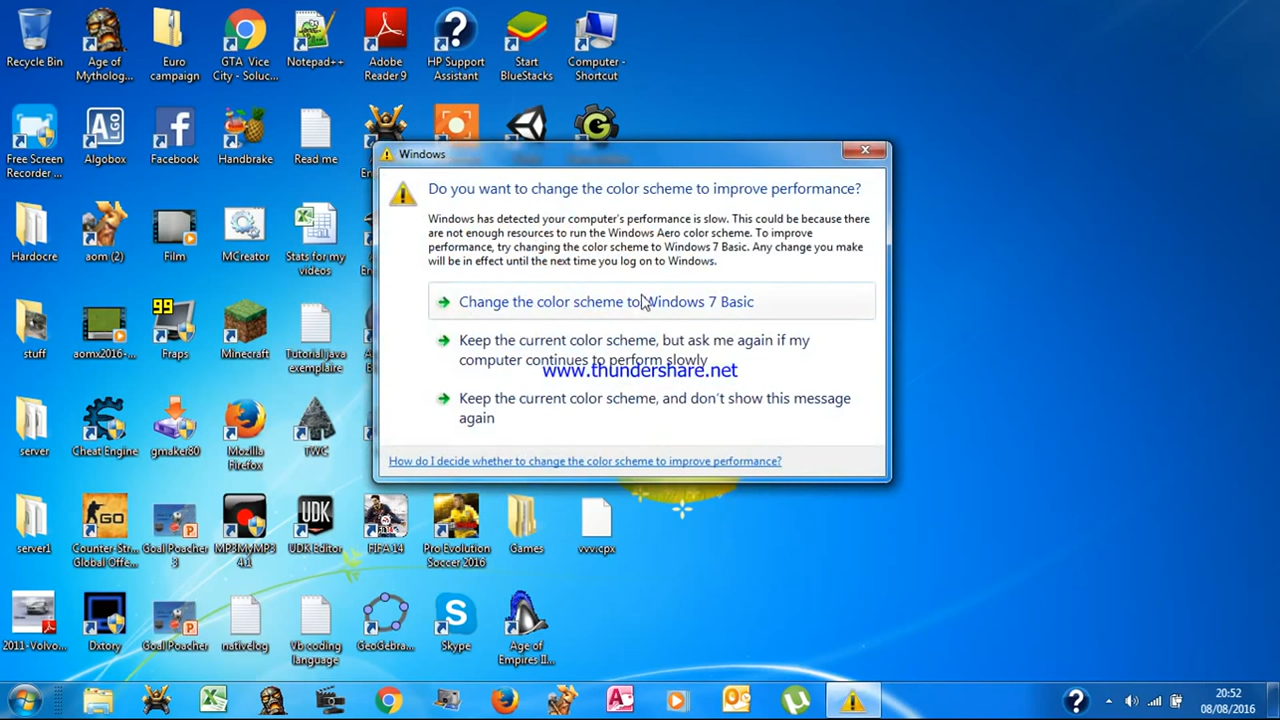 Recycle Bin
Age of
Mytholog...
Euro
campaign
GTA Vice
City - Soluc...
Notepad++
Adobe
Reader 9
HP Support
Assistant
Start
BlueStacks
Computer -
Shortcut
Free Screen
Recorder ...
ALGO
Algobox
Facebook
Handbrake
Read me
Windows
Do you want to change the color scheme to improve performance?
Windows has detected your computer's performance is slow. This could be because there
are not enough resources to run the Windows Aero color scheme. To improve
performance, try changing the color scheme to Windows 7 Basic. Any change you make
will be in effect until the next time you log on to Windows.
Change the color scheme to Windows 7 Basic
Keep the current color scheme, but ask me again if my
computer continues to perform slowly
www.thundershare.net
Keep the current color scheme, and don't show this message
again
How do I decide whether to change the color scheme to improve performance?
Hardocre
aom (2)
Film
MCreator
Stats for my
videos
stuff
aomx2016-...
99
Fraps
Minecraft
Tutorial java
exemplaire
server
Cheat Engine
gmaker80
Mozilla
Firefox
TWC
server1
GO
Counter-Str...
Global Offe...
Goal Poacher
3
MP3MyMP3
4.1
UDK
UDK Editor
FIFA 14
Pro Evolution
Soccer 2016
Games
vvv.cpx
2011-Volvo...
Dxtory
Goal Poacher
nativelog
Vb coding
language
GeoGebra...
Skype
Age of
Empires II...
20:52
08/08/2016